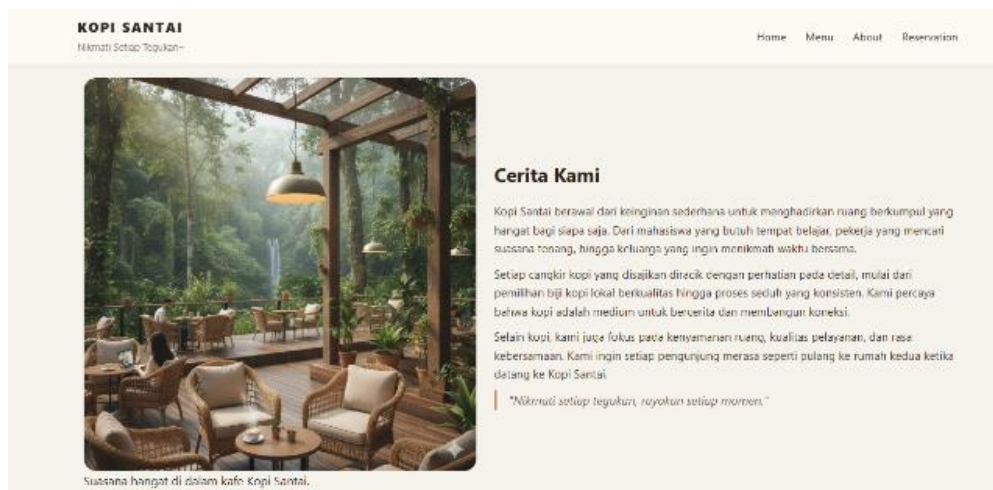 KOPI SANTAI
Nikmati Setiap Tegukan~
Home Menu About Reservation
Cerita Kami
Kopi Santai berawal dari keinginan sederhana untuk menghadirkan ruang berkumpul yang
hangat bagi siapa saja. Dari mahasiswa yang butuh tempat belajar, pekerja yang mencari
suasana tenang, hingga keluarga yang ingin menikmati waktu bersama.
Setiap cangkir kopi yang disajikan diracik dengan perhatian pada detail, mulai dari
pemilihan biji kopi lokal berkualitas hingga proses seduh yang konsisten. Kami percaya
bahwa kopi adalah medium untuk bercerita dan membangun koneksi.
Selain kopi, kami juga fokus pada kenyamanan ruang, kualitas pelayanan, dan rasa
kebersamaan. Kami ingin setiap pengunjung merasa seperti pulang ke rumah kedua ketika
datang ke Kopi Santai.
"Nikmati setiap tegukan, rayakan setiap momen."
Suasana hangat di dalam kafe Kopi Santai.